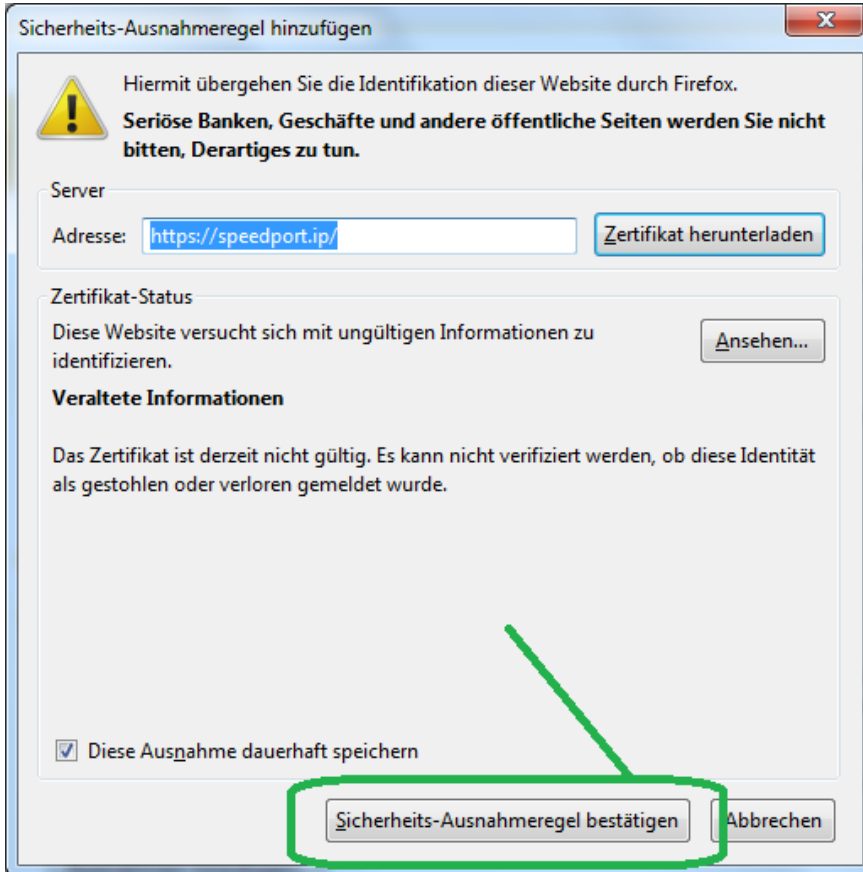 Sicherheits-Ausnahmeregel hinzufügen
Hiermit übergehen Sie die Identifikation dieser Website durch Firefox.
Seriöse Banken, Geschäfte und andere öffentliche Seiten werden Sie nicht
bitten, Derartiges zu tun.
Server
Adresse: https://speedport.ip/ Zertifikat herunterladen
Zertifikat-Status
Diese Website versucht sich mit ungültigen Informationen zu
identifizieren.
Ansehen...
Veraltete Informationen
Das Zertifikat ist derzeit nicht gültig. Es kann nicht verifiziert werden, ob diese Identität
als gestohlen oder verloren gemeldet wurde.
Diese Ausnahme dauerhaft speichern
Sicherheits-Ausnahmeregel bestätigen Abbrechen